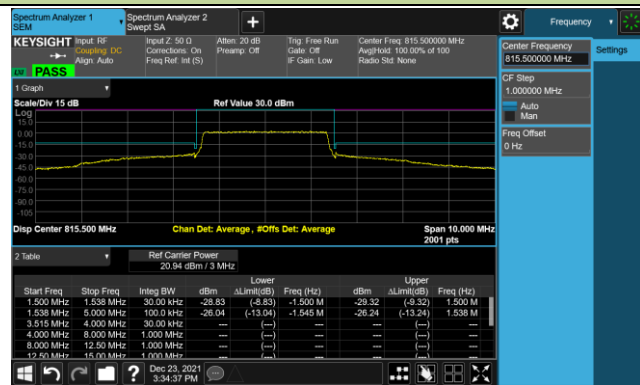 Spectrum Analyzer 1
SEM
Spectrum Analyzer 2
Swept SA
Frequency
KEYSIGHT
Input: RF
Coupling: DC
Align: Auto
Input Z: 50 Ω
Corrections: On
Freq Ref: Int (S)
Atten: 20 dB
Preamp: Off
Trig: Free Run
Gate: Off
IF Gain: Low
Center Freq: 815.500000 MHz
Avg|Hold: 100.00% of 100
Radio Std: None
PASS
Center Frequency
815.500000 MHz
Settings
CF Step
1.000000 MHz
Auto
Man
Freq Offset
0 Hz
1 Graph
Scale/Div 15 dB
Ref Value 30.0 dBm
Log
15.0
0.00
-15.0
-30.0
-45.0
-60.0
-75.0
-90.0
-105
Disp Center 815.500 MHz
Chan Det: Average , #Offs Det: Average
Span 10.000 MHz
2001 pts
2 Table
Ref Carrier Power
20.94 dBm / 3 MHz
Lower Upper
Start Freq Stop Freq Integ BW dBm ΔLimit(dB) Freq (Hz) dBm ΔLimit(dB) Freq (Hz)
1.500 MHz 1.538 MHz 30.00 kHz -28.83 (-8.83) -1.500 M -29.32 (-9.32) 1.500 M
1.538 MHz 5.000 MHz 100.0 kHz -26.04 (-13.04) -1.545 M -26.24 (-13.24) 1.538 M
3.515 MHz 4.000 MHz 30.00 kHz --- (---) --- --- (---) ---
4.000 MHz 8.000 MHz 1.000 MHz --- (---) --- --- (---) ---
8.000 MHz 12.50 MHz 1.000 MHz --- (---) --- --- (---) ---
12.50 MHz 15.00 MHz 1.000 MHz --- (---) --- --- (---) ---
Dec 23, 2021
3:34:37 PM